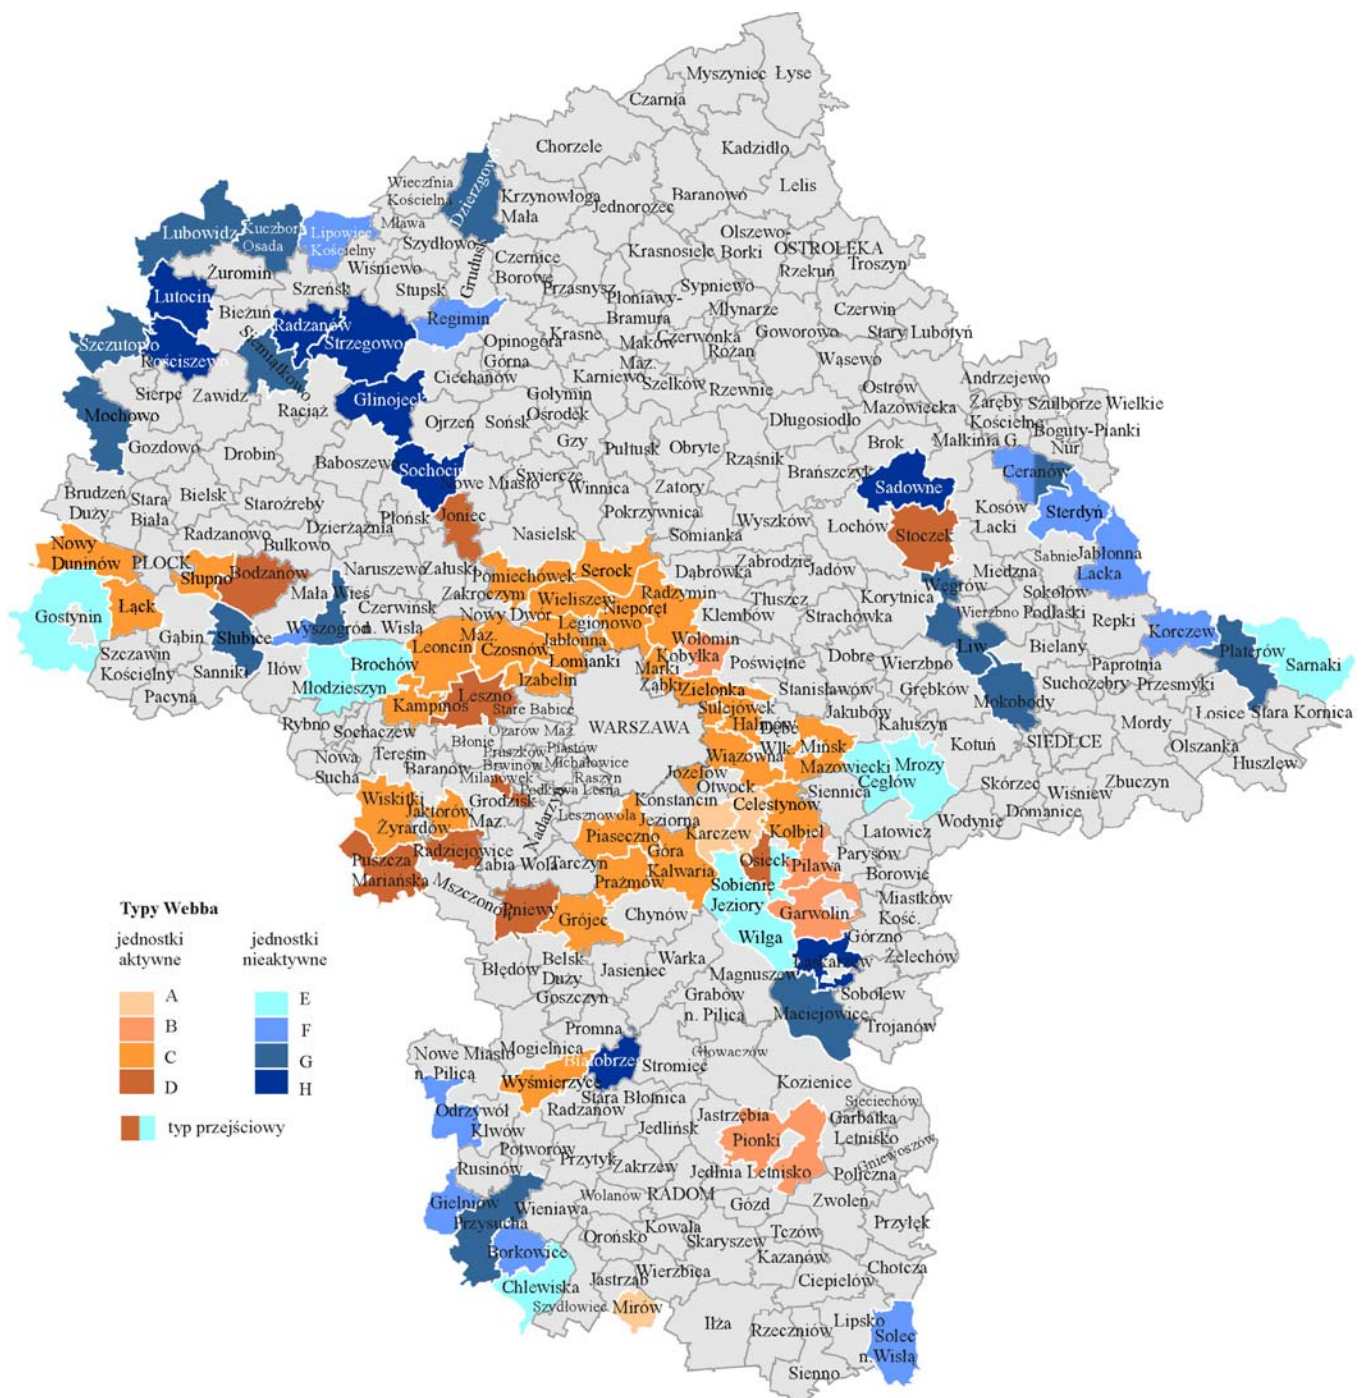 Myszyniec
Łyse
Czarnia
Chorzele
Kadzidło
Wieczfnia
Kościelna
Dzierzgowo
Krzynowłoga
Mała
Baranowo
Lelis
Jednorożec
Lubowidz
Kuczbork
Osada
Lipowiec
Kościelny
Mława
Szydłowo
Grudusk
Czernice
Borowe
Krasnosielc
Olszewo-
Borki
OSTROŁĘKA
Rzekuń
Troszyn
Żuromin
Wiśniewo
Szreńsk
Stupsk
Przasnysz
Płoniawy-
Bramura
Sypniewo
Młynarze
Czerwin
Lutocin
Bieżuń
Radzanów
Strzegowo
Regimin
Opinogóra
Górna
Krasne
Maków
Maz.
Czerwonka
Różan
Goworowo
Stary Lubotyń
Wąsewo
Szczutowo
Rościszewo
Siemiątkowo
Ciechanów
Gołymin
Ośrodek
Karniewo
Szelków
Rzewnie
Ostrów
Mazowiecka
Andrzejewo
Zaręby
Kościelne
Szulborze Wielkie
Boguty-Pianki
Nur
Sierpc
Zawidz
Raciąż
Glinojeck
Ojrzeń
Sońsk
Mochowo
Gozdowo
Drobin
Baboszewo
Sochocin
Gzy
Pułtusk
Obryte
Rząśnik
Długosiodło
Brańszczyk
Brok
Małkinia G.
Sadowne
Ceranów
Sterdyń
Nowe Miasto
Świercze
Winnica
Zatory
Pokrzywnica
Wyszków
Somianka
Łochów
Stoczek
Kosów
Lacki
Sabnie
Jabłonna
Lacka
Brudzeń
Duży
Stara
Biała
Bielsk
Staroźreby
Radzanowo
Bulkowo
Dzierzążnia
Płońsk
Joniec
Nasielsk
Nowy
Duninów
PŁOCK
Słupno
Bodzanów
Mała Wieś
Naruszewo
Załuski
Zakroczym
Pomiechówek
Serock
Dąbrówka
Zabrodzie
Jadów
Węgrów
Korytnica
Miedzna
Sokołów
Podlaski
Wierzbno
Repki
Gostynin
Łąck
Gąbin
Słubice
Wyszogród
Czerwińsk
n. Wisłą
Nowy Dwór
Maz.
Wieliszew
Legionowo
Nieporęt
Radzymin
Klembów
Tłuszcz
Strachówka
Liw
Bielany
Korczew
Platerów
Sarnaki
Szczawin
Kościelny
Sanniki
Iłów
Pacyna
Młodzieszyn
Brochów
Leoncin
Czosnów
Jabłonna
Łomianki
Izabelin
Wołomin
Kobyłka
Marki
Ząbki
Zielonka
Poświętne
Dobre
Wierzbno
Stanisławów
Grębków
Mokobody
Suchożebry
Paprotnia
Przesmyki
Łosice
Stara Kornica
Rybno
Sochaczew
Kampinos
Leszno
Stare Babice
WARSZAWA
Sulejówek
Halinów
Dębe
Wlk.
Jakubów
Kałuszyn
Mińsk
Mazowiecki
Kotuń
SIEDLCE
Mordy
Olszanka
Huszlew
Nowa
Sucha
Teresin
Baranów
Błonie
Ożarów Maz.
Pruszków
Piastów
Brwinów
Michałowice
Milanówek
Raszyn
Podkowa Leśna
Grodzisk
Maz.
Nadarzyn
Lesznowola
Wiązowna
Józefów
Otwock
Konstancin
Jeziorna
Karczew
Celestynów
Siennica
Cegłów
Mrozy
Skórzec
Wiśniew
Zbuczyn
Domanice
Wodynie
Wiskitki
Jaktorów
Żyrardów
Puszcza
Mariańska
Radziejowice
Żabia Wola
Tarczyn
Piaseczno
Góra
Kalwaria
Prażmów
Osieck
Kołbiel
Pilawa
Latowicz
Parysów
Borowie
Mszczonów
Pniewy
Grójec
Chynów
Sobienie
Jeziory
Wilga
Garwolin
Miastków
Kość.
Górzno
Żelechów
Łaskarzew
Sobolew
Trojanów
Maciejowice
Błędów
Belsk
Duży
Jasieniec
Warka
Magnuszew
Grabów
n. Pilicą
Goszczyn
Promna
Mogielnica
Nowe Miasto
n. Pilicą
Białobrzegi
Stromiec
Głowaczów
Kozienice
Wyśmierzyce
Stara Błotnica
Radzanów
Odrzywół
Klwów
Potworów
Rusinów
Przytyk
Zakrzew
Jedlińsk
Jastrzębia
Pionki
Sieciechów
Garbatka
Letnisko
Gniewoszów
Policzna
Jedlnia Letnisko
Gielniów
Przysucha
Wieniawa
Wolanów
RADOM
Gózd
Zwoleń
Borkowice
Orońsko
Kowala
Skaryszew
Tczów
Kazanów
Przyłęk
Chlewiska
Szydłowiec
Jastrząb
Wierzbica
Mirów
Ciepielów
Chotcza
Iłża
Rzeczniów
Lipsko
Solec
n. Wisłą
Sienno
Typy Webba
jednostki
aktywne
jednostki
nieaktywne
A
E
B
F
C
G
D
H
typ przejściowy